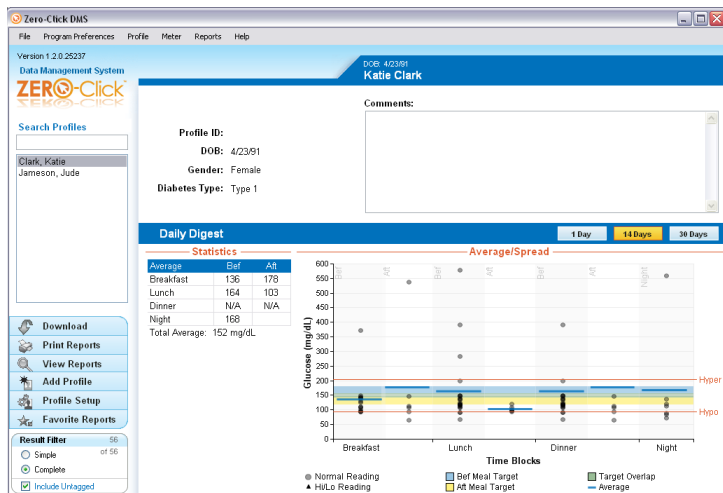 Zero-Click DMS
File Program Preferences Profile Meter Reports Help
Version 1.2.0.25237
Data Management System
ZERO-Click
Search Profiles
Clark, Katie
Jameson, Jude
Download
Print Reports
View Reports
Add Profile
Profile Setup
Favorite Reports
Result Filter 56
of 56
Simple
Complete
Include Untagged
DOB: 4/23/91
Katie Clark
Comments:
Profile ID:
DOB: 4/23/91
Gender: Female
Diabetes Type: Type 1
Daily Digest 1 Day 14 Days 30 Days
Statistics
Average Bef Aft
Breakfast 136 178
Lunch 164 103
Dinner N/A N/A
Night 168
Total Average: 152 mg/dL
Average/Spread
Glucose (mg/dL)
600
550
500
450
400
350
300
250
200
150
100
50
0
Bef Aft Bef Aft Bef Aft Night
Hyper
Hypo
Breakfast Lunch Dinner Night
Time Blocks
Normal Reading Bef Meal Target Target Overlap
Hi/Lo Reading Aft Meal Target Average